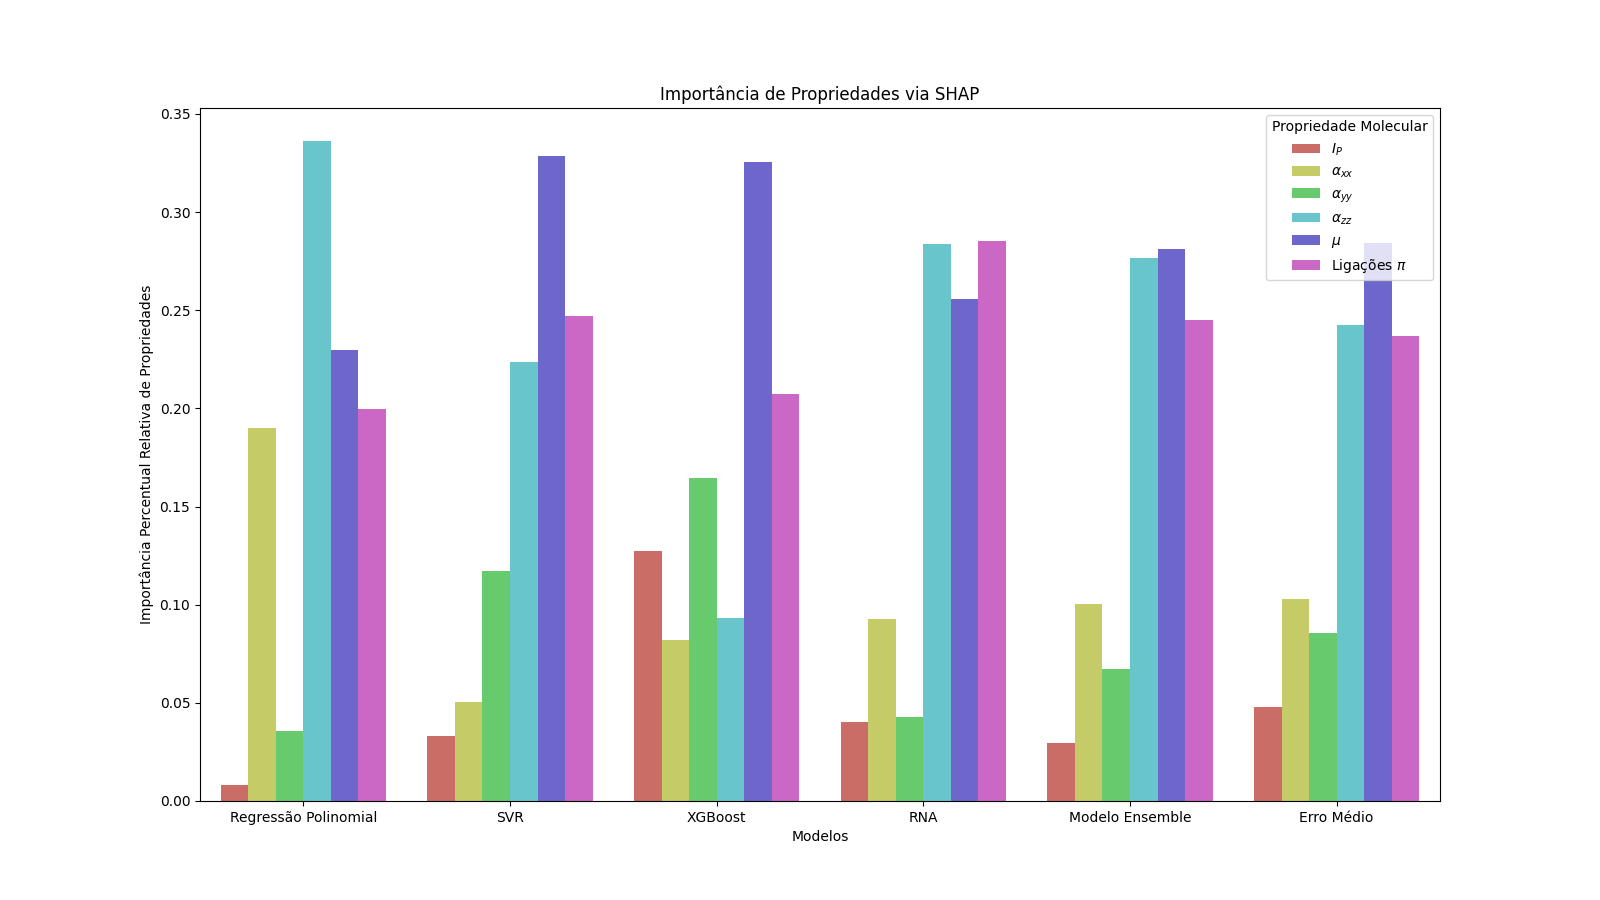 Importância de Propriedades via SHAP
Importância Percentual Relativa de Propriedades
0.35
0.30
0.25
0.20
0.15
0.10
0.05
0.00
Propriedade Molecular
I_P
α_xx
α_yy
α_zz
μ
Ligações π
Regressão Polinomial
SVR
XGBoost
RNA
Modelo Ensemble
Erro Médio
Modelos